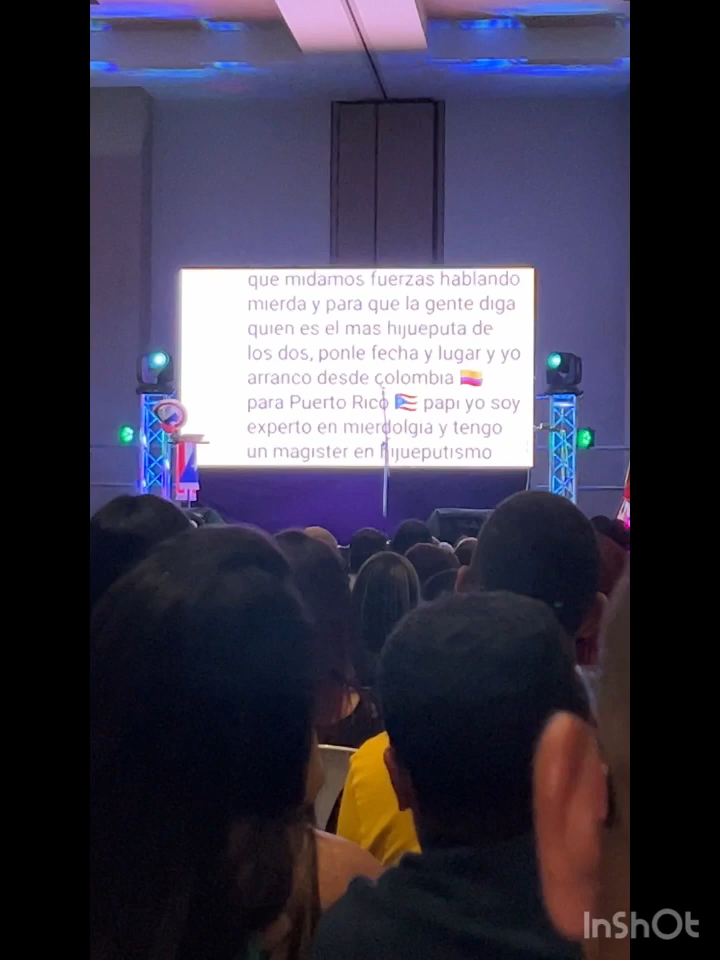 que midamos fuerzas hablando
mierda y para que la gente diga
quien es el mas hijueputa de
los dos, ponle fecha y lugar y yo
arranco desde colombia 🇨🇴
para Puerto Rico 🇵🇷 papi yo soy
experto en mierdolgia y tengo
un magister en hijueputismo
InShOt